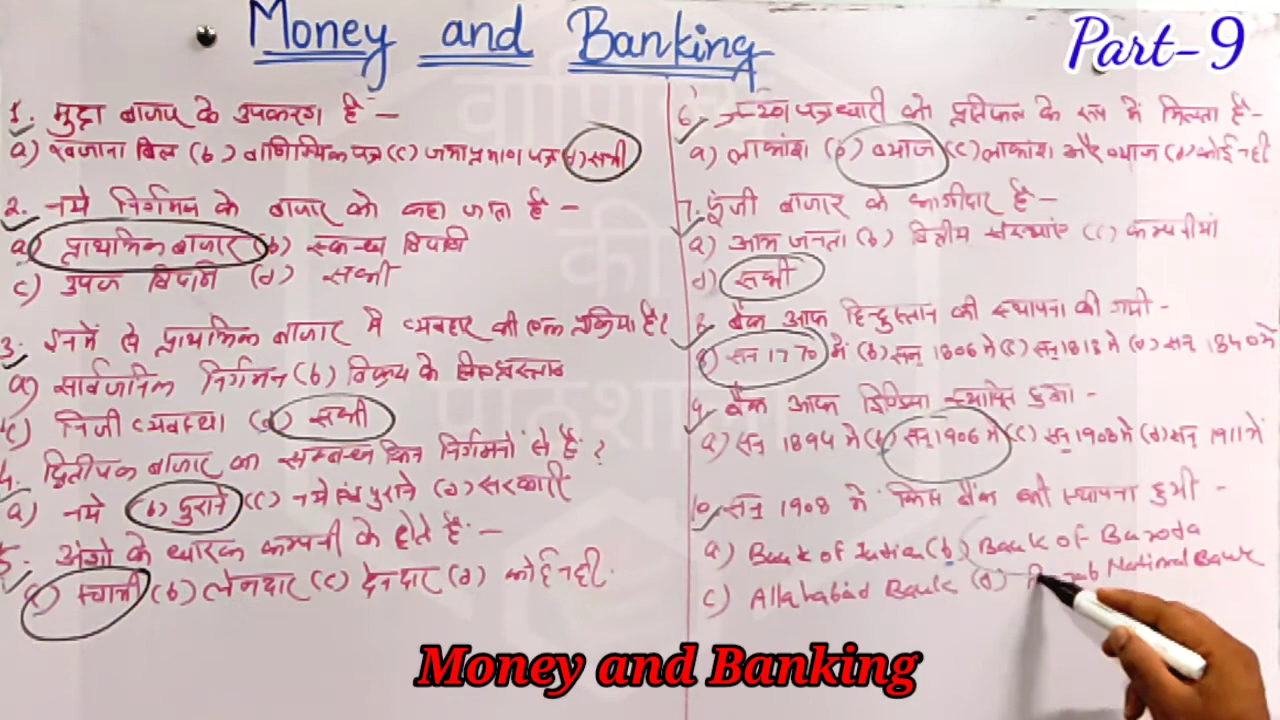 Money and Banking
Part-9
1. मुद्रा बाजार के उपकरण है -
a) खजाना बिल (b) वाणिज्यिक पत्र (c) जमा प्रमाण पत्र (d) सभी
2. नये निर्गमन के बाजार को कहा जाता है -
a) प्राथमिक बाजार (b) स्कन्ध विपणि
c) उपज विपणि (d) सभी
3. इनमें से प्राथमिक बाजार में व्यवहार की एक प्रक्रिया है?
a) सार्वजनिक निर्गमन (b) विक्रय के लिए प्रस्ताव
c) निजी व्यवस्था (d) सभी
4. द्वितीयक बाजार का सम्बन्ध किन निर्गमनों से है?
a) नये (b) पुराने (c) नये एवं पुराने (d) सरकारी
5. अंशो के धारक कम्पनी के होते है -
a) स्वामी (b) लेनदार (c) देनदार (d) कोई नही
6. ऋण पत्रधारी को प्रतिफल के रूप में मिलता है -
a) लाभांश (b) ब्याज (c) लाभांश और ब्याज (d) कोई नही
7. पूंजी बाजार के भागीदार है -
a) आम जनता (b) वित्तीय संस्थाएं (c) कम्पनीयां
d) सभी
8. बैंक आफ हिन्दुस्तान की स्थापना की गयी -
a) सन् 1770 में (b) सन् 1806 मे (c) सन् 1813 मे (d) सन् 1840 मे
9. बैंक आफ इण्डिया स्थापित हुआ -
a) सन् 1894 मे (b) सन् 1906 मे (c) सन् 1908 मे (d) सन् 1911 में
10. सन् 1908 मे किस बैंक की स्थापना हुयी -
a) Bank of Indian (b) Bank of Baroda
c) Allahabad Bank (d) National Bank
Money and Banking
वाणिज्य
की
पाठशाला